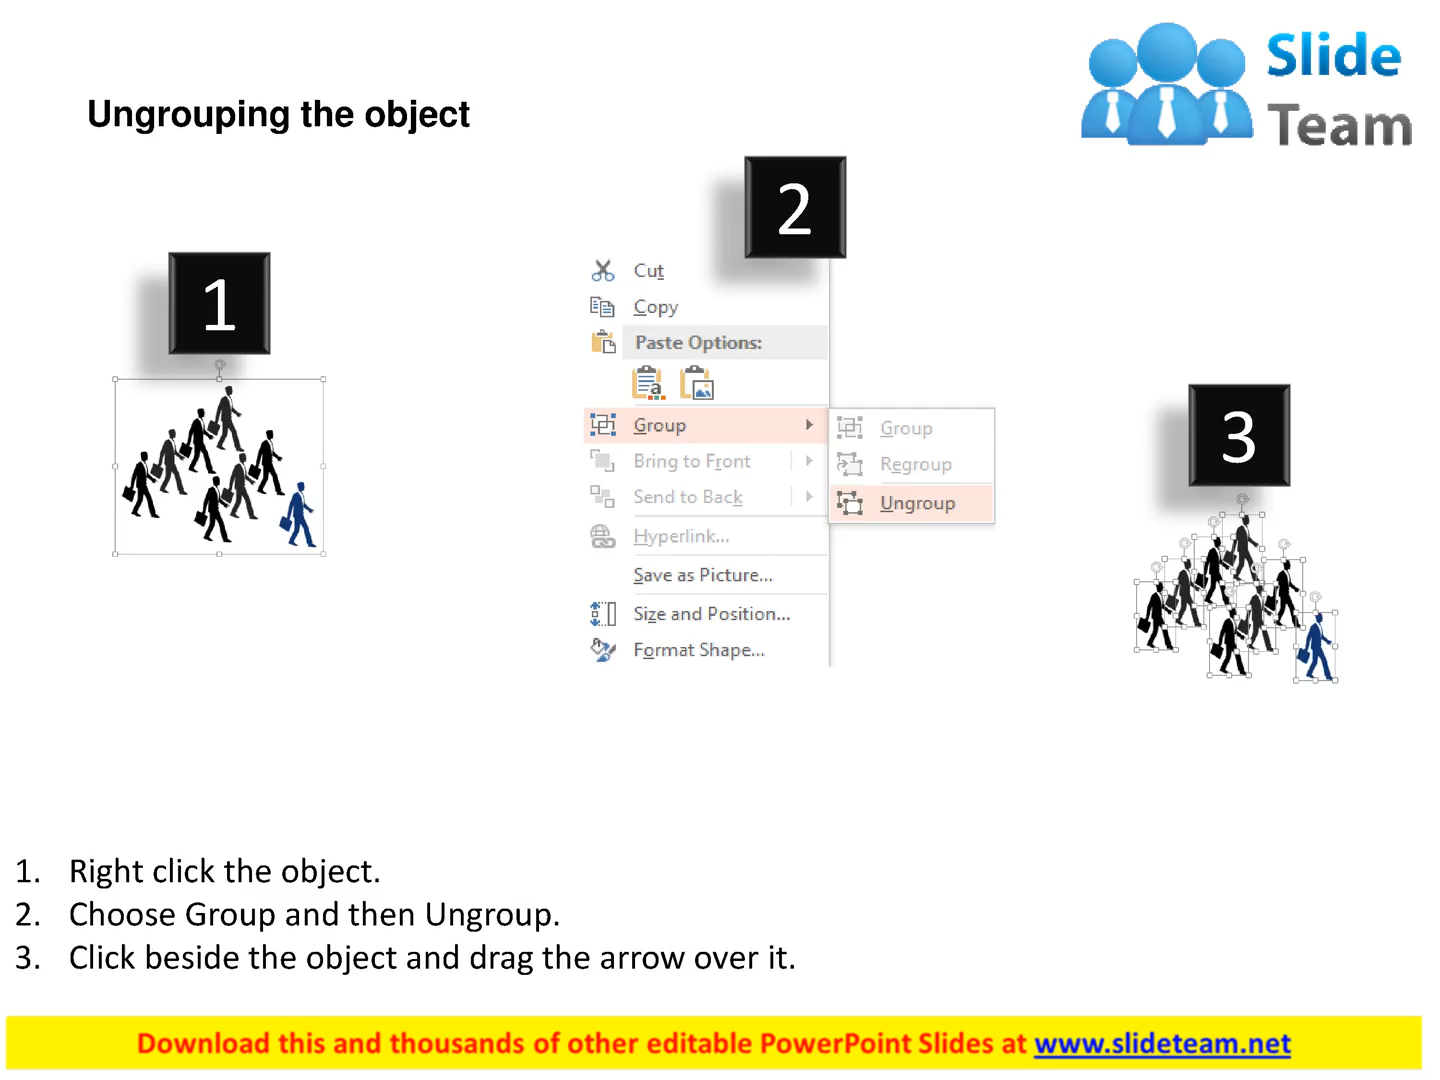 Slide
Team
Ungrouping the object
1
2
3
Cut
Copy
Paste Options:
Group
Bring to Front
Send to Back
Hyperlink...
Save as Picture...
Size and Position...
Format Shape...
Group
Regroup
Ungroup
1. Right click the object.
2. Choose Group and then Ungroup.
3. Click beside the object and drag the arrow over it.
Download this and thousands of other editable PowerPoint Slides at www.slideteam.net